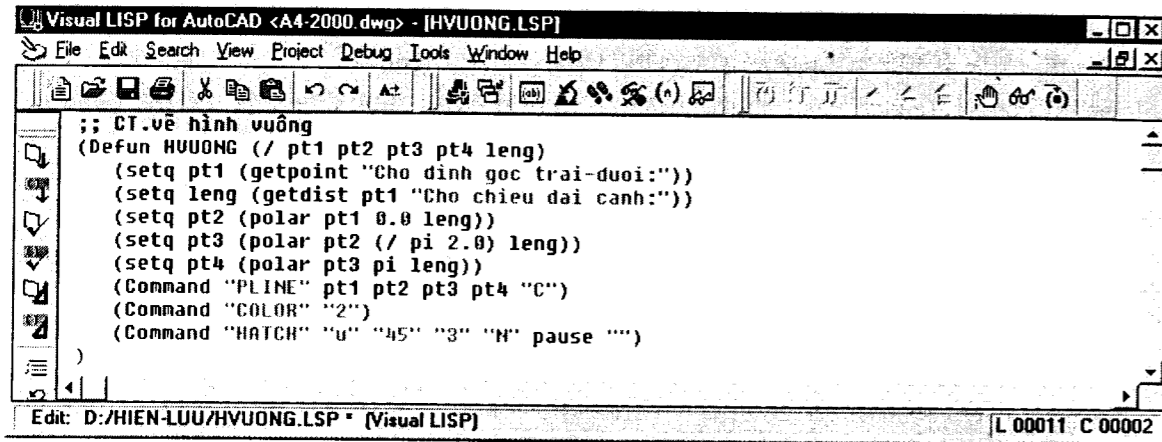 Visual LISP for AutoCAD <A4-2000.dwg> - [HVUONG.LSP]
File Edit Search View Project Debug Tools Window Help
;; CT.vẽ hình vuông
(Defun HVUONG (/ pt1 pt2 pt3 pt4 leng)
(setq pt1 (getpoint "Cho dinh goc trai-duoi:"))
(setq leng (getdist pt1 "Cho chieu dai canh:"))
(setq pt2 (polar pt1 0.0 leng))
(setq pt3 (polar pt2 (/ pi 2.0) leng))
(setq pt4 (polar pt3 pi leng))
(Command "PLINE" pt1 pt2 pt3 pt4 "C")
(Command "COLOR" "2")
(Command "HATCH" "u" "45" "3" "N" pause "")
)
Edit: D:/HIEN-LUU/HVUONG.LSP * (Visual LISP)
L 00011 C 00002